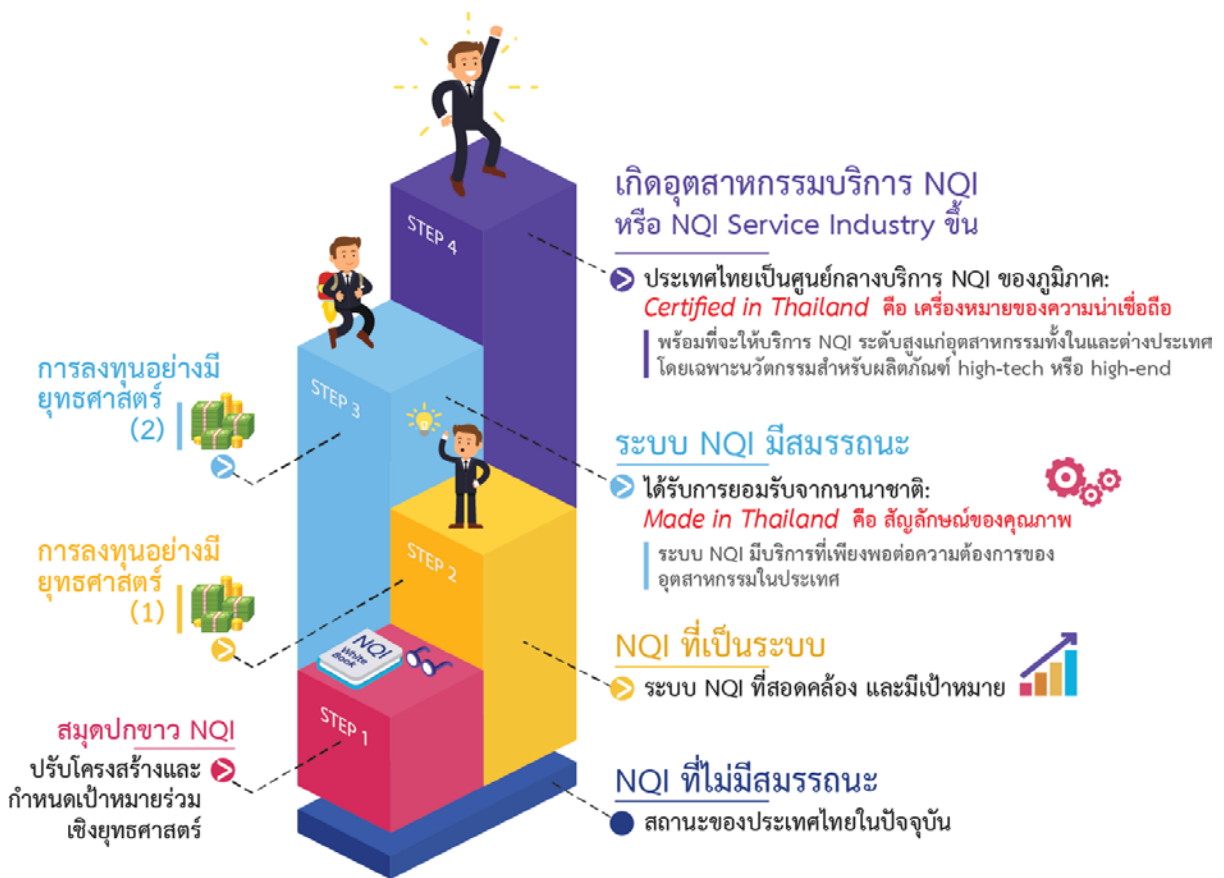 STEP 4
เกิดอุตสาหกรรมบริการ NQI
หรือ NQI Service Industry ขึ้น
ประเทศไทยเป็นศูนย์กลางบริการ NQI ของภูมิภาค:
Certified in Thailand คือ เครื่องหมายของความน่าเชื่อถือ
พร้อมที่จะให้บริการ NQI ระดับสูงแก่อุตสาหกรรมทั้งในและต่างประเทศ
โดยเฉพาะนวัตกรรมสำหรับผลิตภัณฑ์ high-tech หรือ high-end
การลงทุนอย่างมี
ยุทธศาสตร์
(2)
STEP 3
ระบบ NQI มีสมรรถนะ
ได้รับการยอมรับจากนานาชาติ:
Made in Thailand คือ สัญลักษณ์ของคุณภาพ
ระบบ NQI มีบริการที่เพียงพอต่อความต้องการของ
อุตสาหกรรมในประเทศ
การลงทุนอย่างมี
ยุทธศาสตร์
(1)
STEP 2
NQI ที่เป็นระบบ
ระบบ NQI ที่สอดคล้อง และมีเป้าหมาย
NQI
White
Book
STEP 1
สมุดปกขาว NQI
ปรับโครงสร้างและ
กำหนดเป้าหมายร่วม
เชิงยุทธศาสตร์
NQI ที่ไม่มีสมรรถนะ
สถานะของประเทศไทยในปัจจุบัน